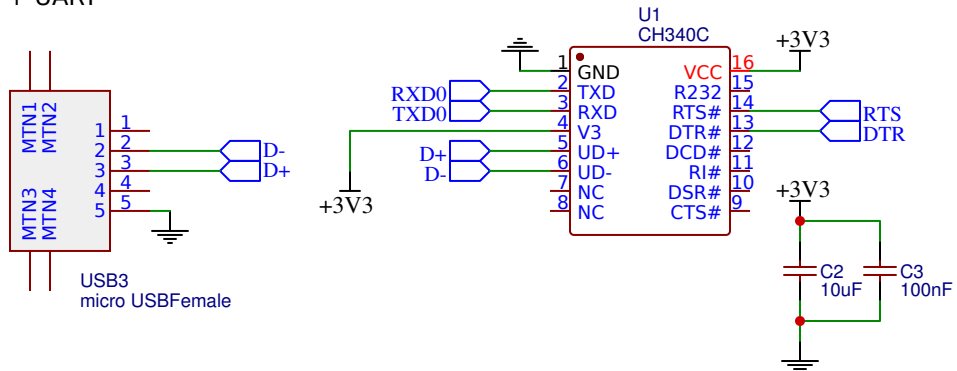 UART
U1
CH340C
+3V3
1 GND
2 TXD
3 RXD
4 V3
5 UD+
6 UD-
7 NC
8 NC
VCC 16
R232 15
RTS# 14
DTR# 13
DCD# 12
RI# 11
DSR# 10
CTS# 9
RXD0
TXD0
D+
D-
+3V3
RTS
DTR
MTN1
MTN2
MTN3
MTN4
1 1
2 2
3 3
4 4
5 5
D-
D+
USB3
micro USBFemale
+3V3
C2
10uF
C3
100nF